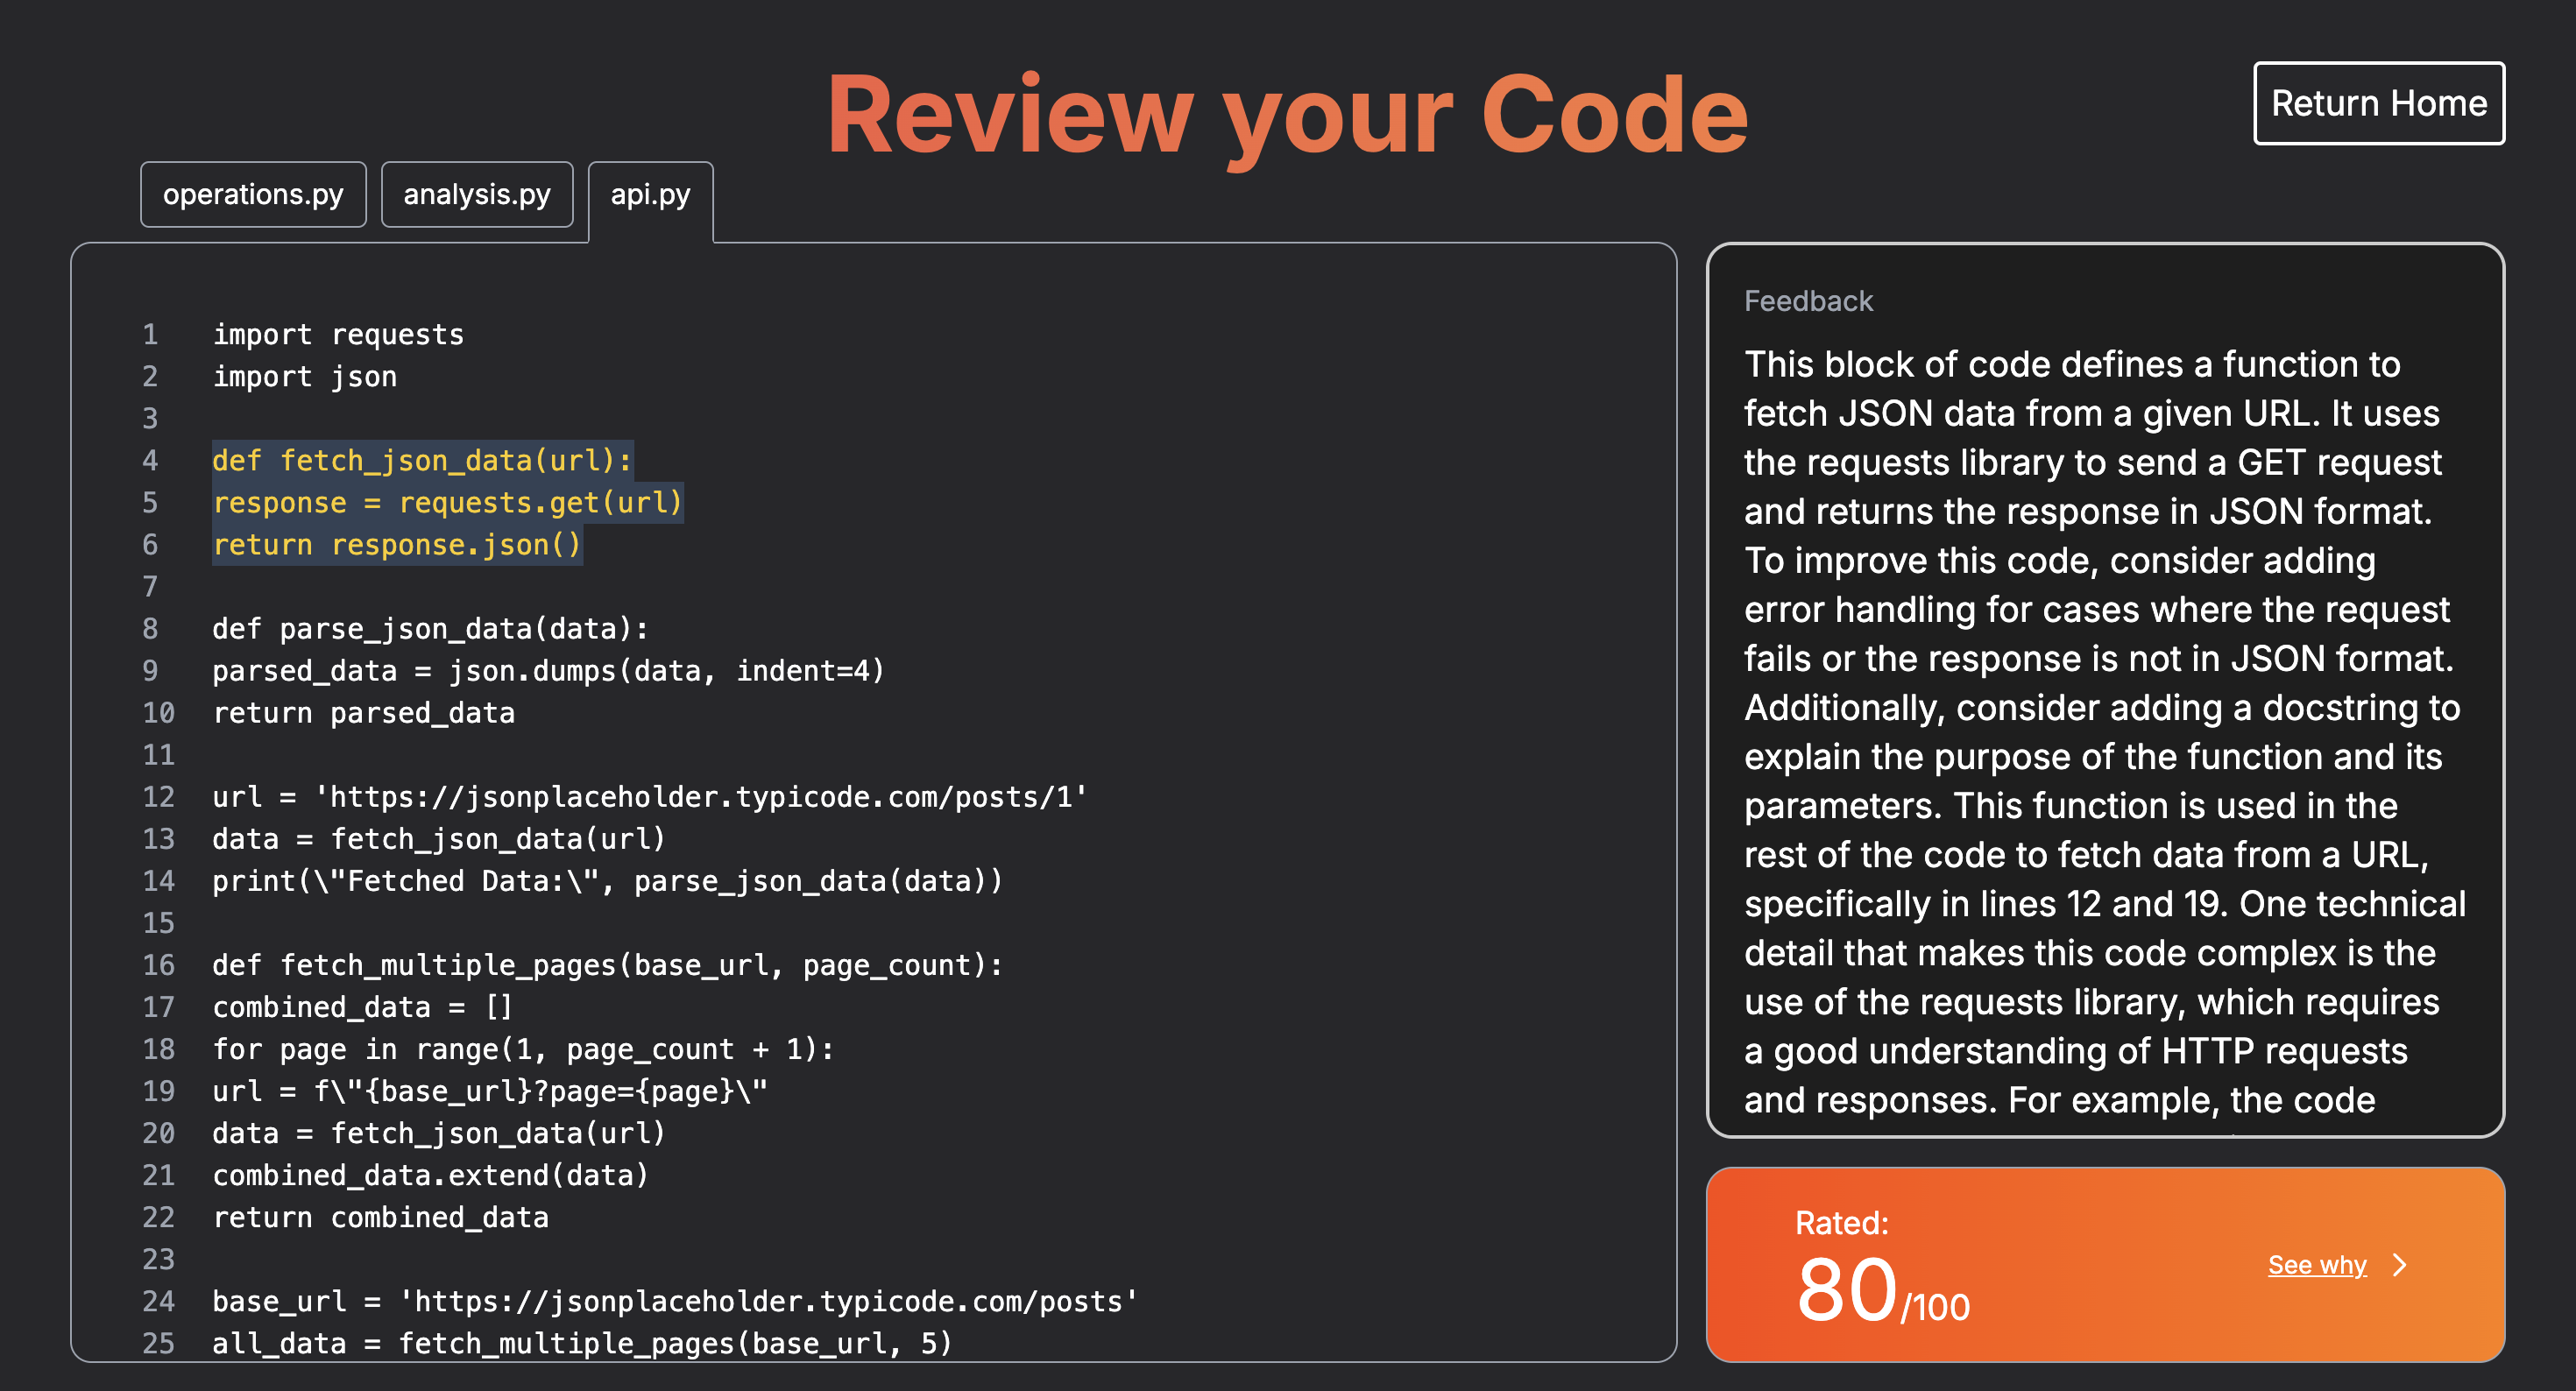 Review your Code
Return Home
operations.py
analysis.py
api.py
1 import requests
2 import json
3
4 def fetch_json_data(url):
5 response = requests.get(url)
6 return response.json()
7
8 def parse_json_data(data):
9 parsed_data = json.dumps(data, indent=4)
10 return parsed_data
11
12 url = 'https://jsonplaceholder.typicode.com/posts/1'
13 data = fetch_json_data(url)
14 print(\"Fetched Data:\", parse_json_data(data))
15
16 def fetch_multiple_pages(base_url, page_count):
17 combined_data = []
18 for page in range(1, page_count + 1):
19 url = f\"{base_url}?page={page}\"
20 data = fetch_json_data(url)
21 combined_data.extend(data)
22 return combined_data
23
24 base_url = 'https://jsonplaceholder.typicode.com/posts'
25 all_data = fetch_multiple_pages(base_url, 5)
Feedback
This block of code defines a function to
fetch JSON data from a given URL. It uses
the requests library to send a GET request
and returns the response in JSON format.
To improve this code, consider adding
error handling for cases where the request
fails or the response is not in JSON format.
Additionally, consider adding a docstring to
explain the purpose of the function and its
parameters. This function is used in the
rest of the code to fetch data from a URL,
specifically in lines 12 and 19. One technical
detail that makes this code complex is the
use of the requests library, which requires
a good understanding of HTTP requests
and responses. For example, the code
Rated:
80/100
See why